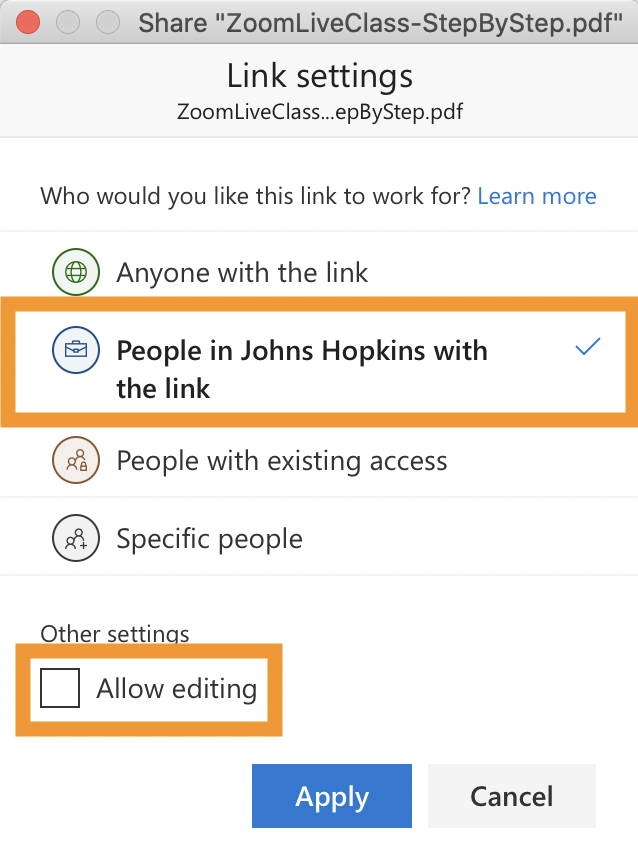 Share "ZoomLiveClass-StepByStep.pdf"
Link settings
ZoomLiveClass...epByStep.pdf
Who would you like this link to work for? Learn more
Anyone with the link
People in Johns Hopkins with
the link
People with existing access
Specific people
Other settings
Allow editing
Apply
Cancel